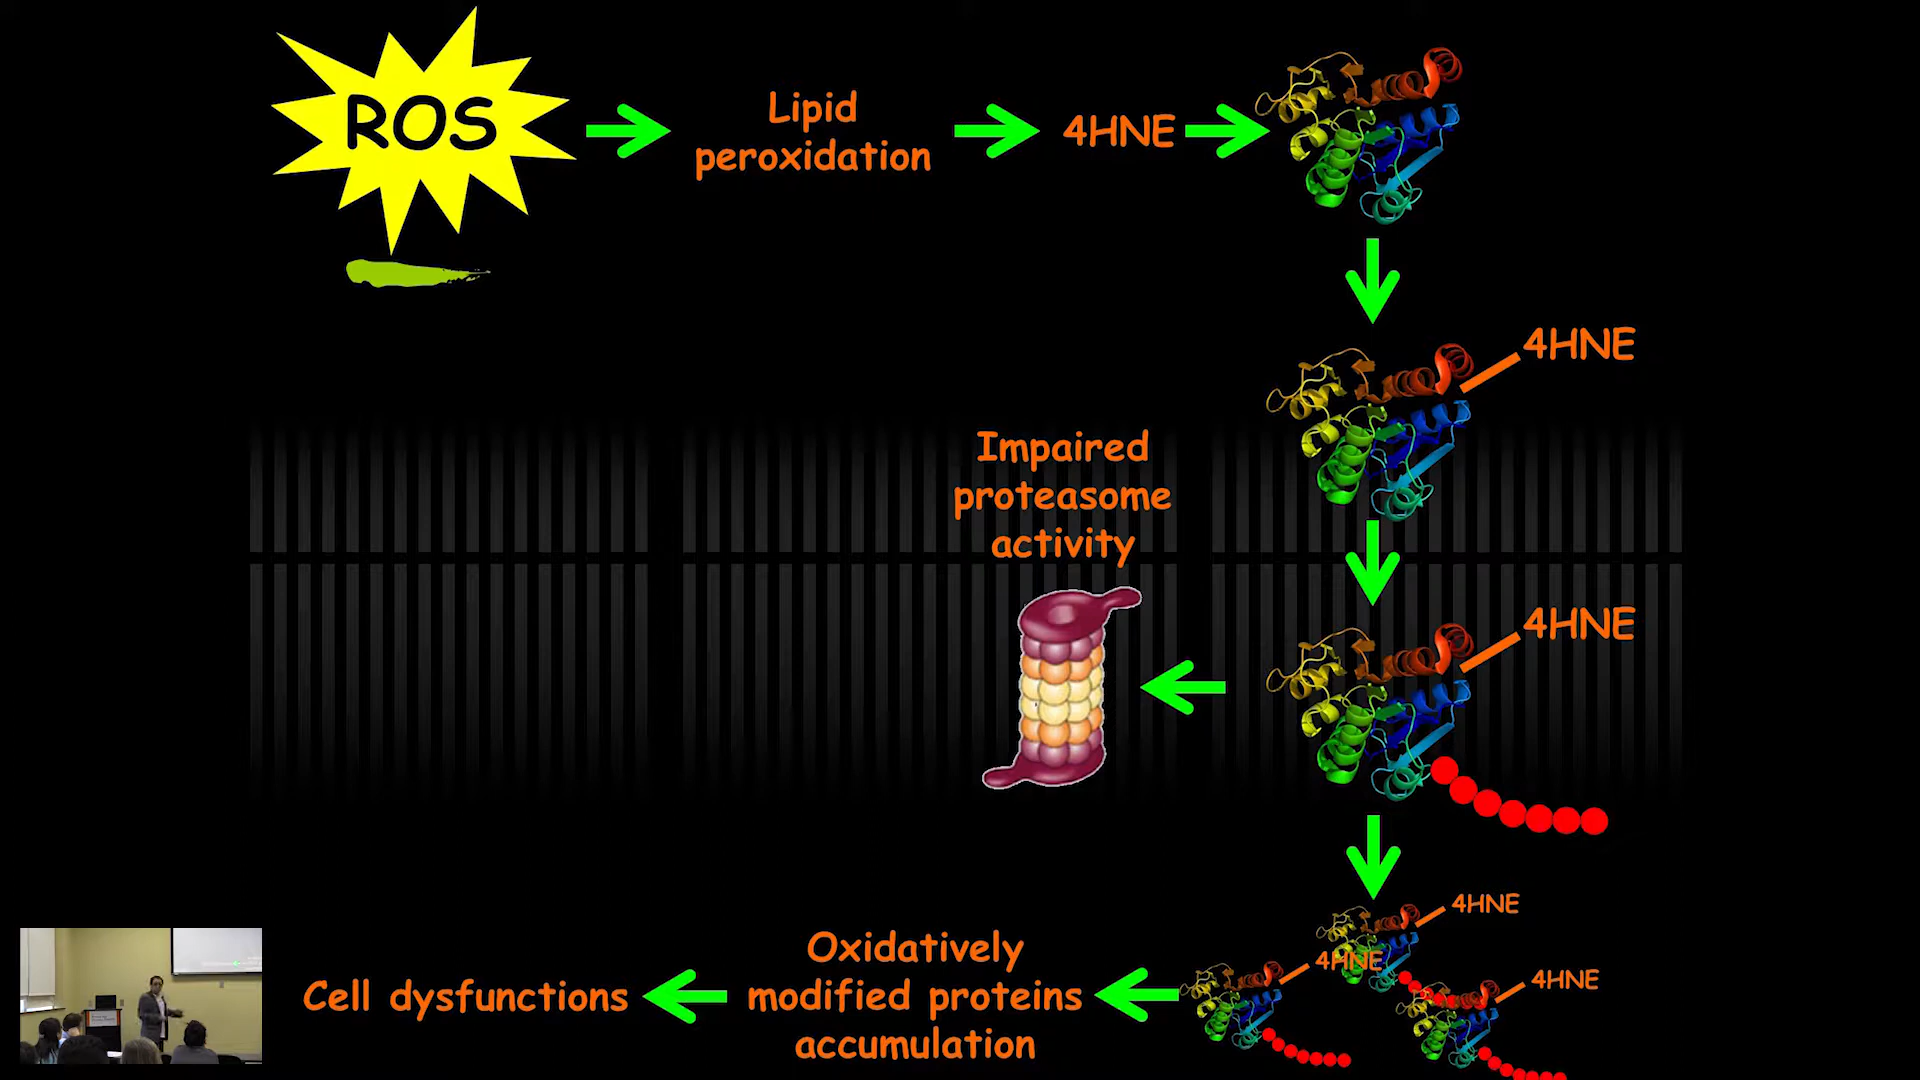 ROS
Lipid
peroxidation
4HNE
4HNE
Impaired
proteasome
activity
4HNE
4HNE
4HNE
4HNE
Oxidatively
modified proteins
accumulation
Cell dysfunctions